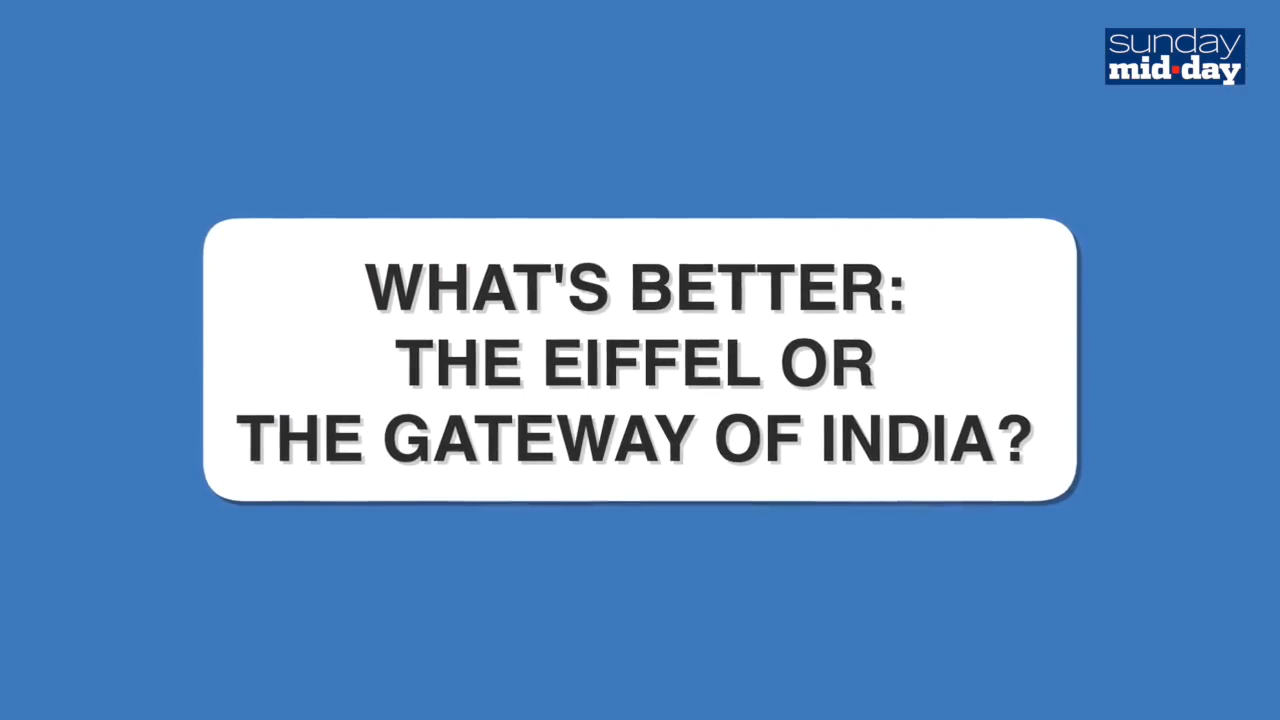 sunday
mid-day
WHAT'S BETTER:
THE EIFFEL OR
THE GATEWAY OF INDIA?